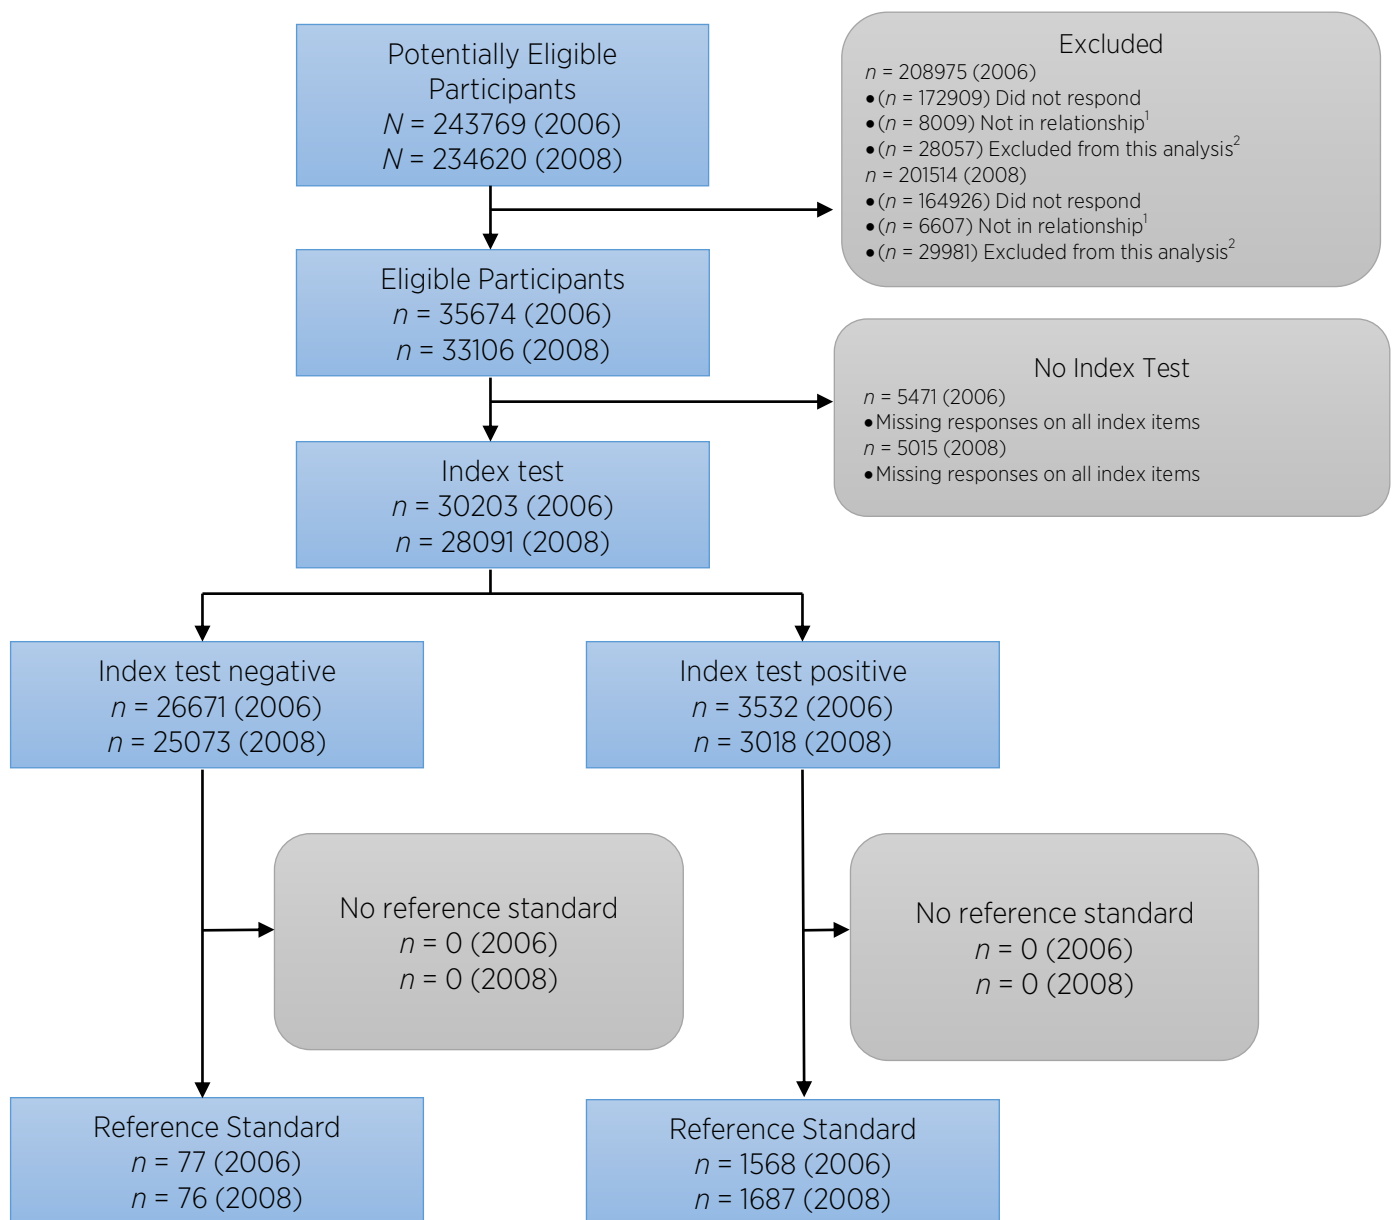 Potentially Eligible
Participants
N = 243769 (2006)
N = 234620 (2008)
Excluded
n = 208975 (2006)
•(n = 172909) Did not respond
•(n = 8009) Not in relationship¹
•(n = 28057) Excluded from this analysis²
n = 201514 (2008)
•(n = 164926) Did not respond
•(n = 6607) Not in relationship¹
•(n = 29981) Excluded from this analysis²
Eligible Participants
n = 35674 (2006)
n = 33106 (2008)
No Index Test
n = 5471 (2006)
•Missing responses on all index items
n = 5015 (2008)
•Missing responses on all index items
Index test
n = 30203 (2006)
n = 28091 (2008)
Index test negative
n = 26671 (2006)
n = 25073 (2008)
Index test positive
n = 3532 (2006)
n = 3018 (2008)
No reference standard
n = 0 (2006)
n = 0 (2008)
No reference standard
n = 0 (2006)
n = 0 (2008)
Reference Standard
n = 77 (2006)
n = 76 (2008)
Reference Standard
n = 1568 (2006)
n = 1687 (2008)